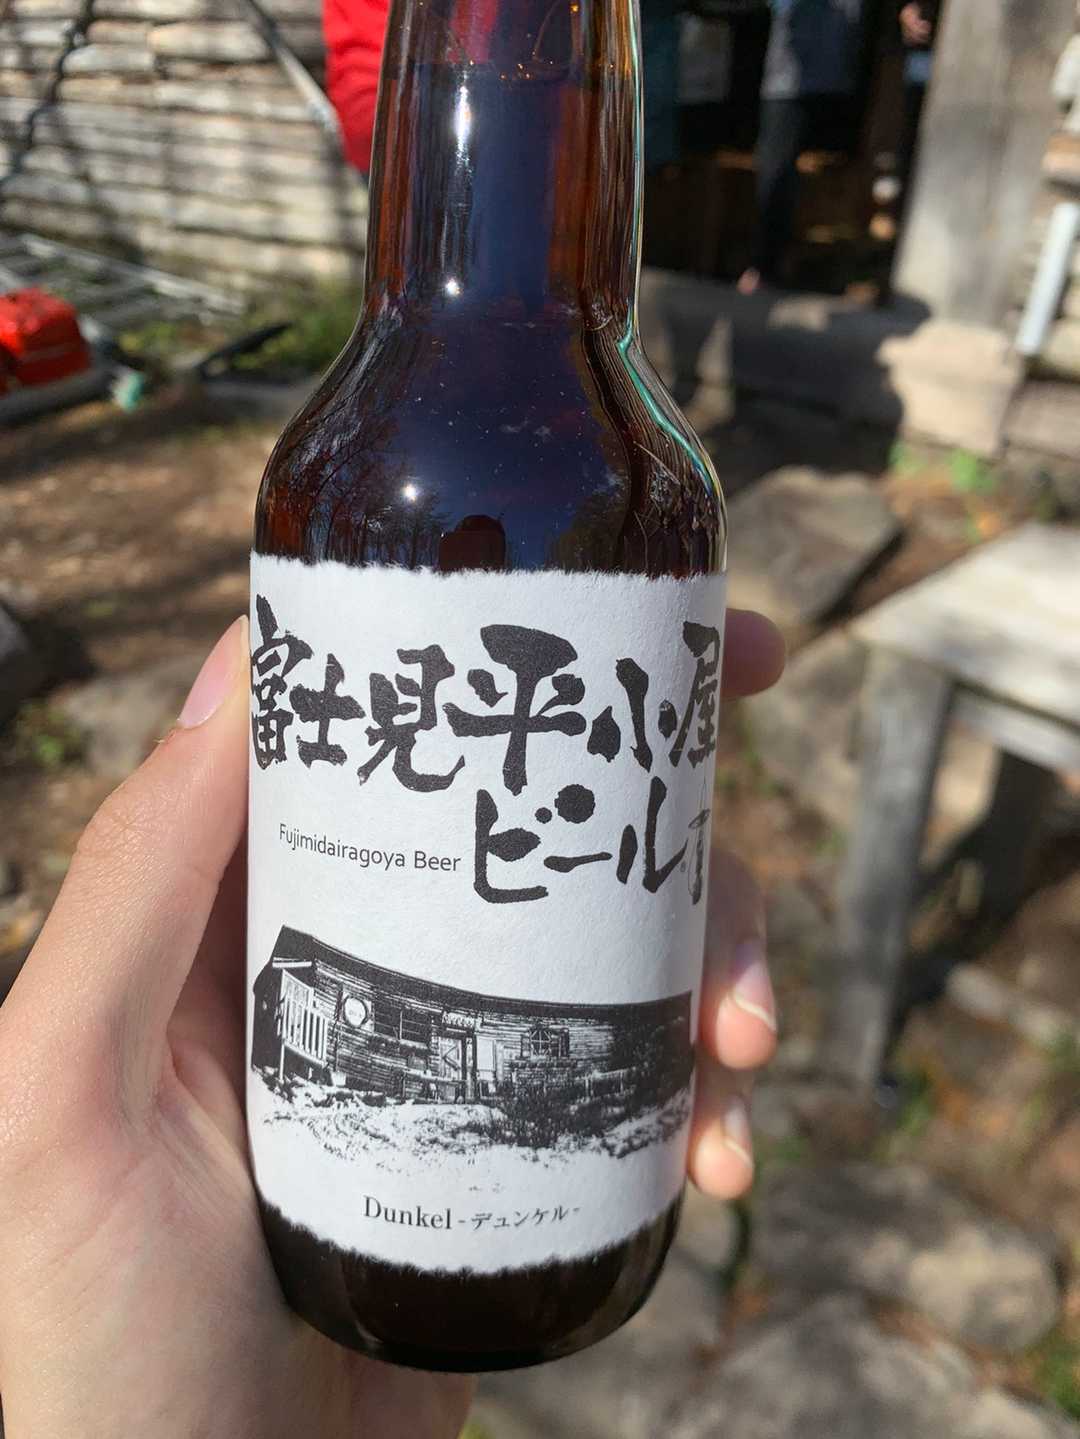 富士見平小屋
ビール
Fujimidairagoya Beer
Dunkel -デュンケル-